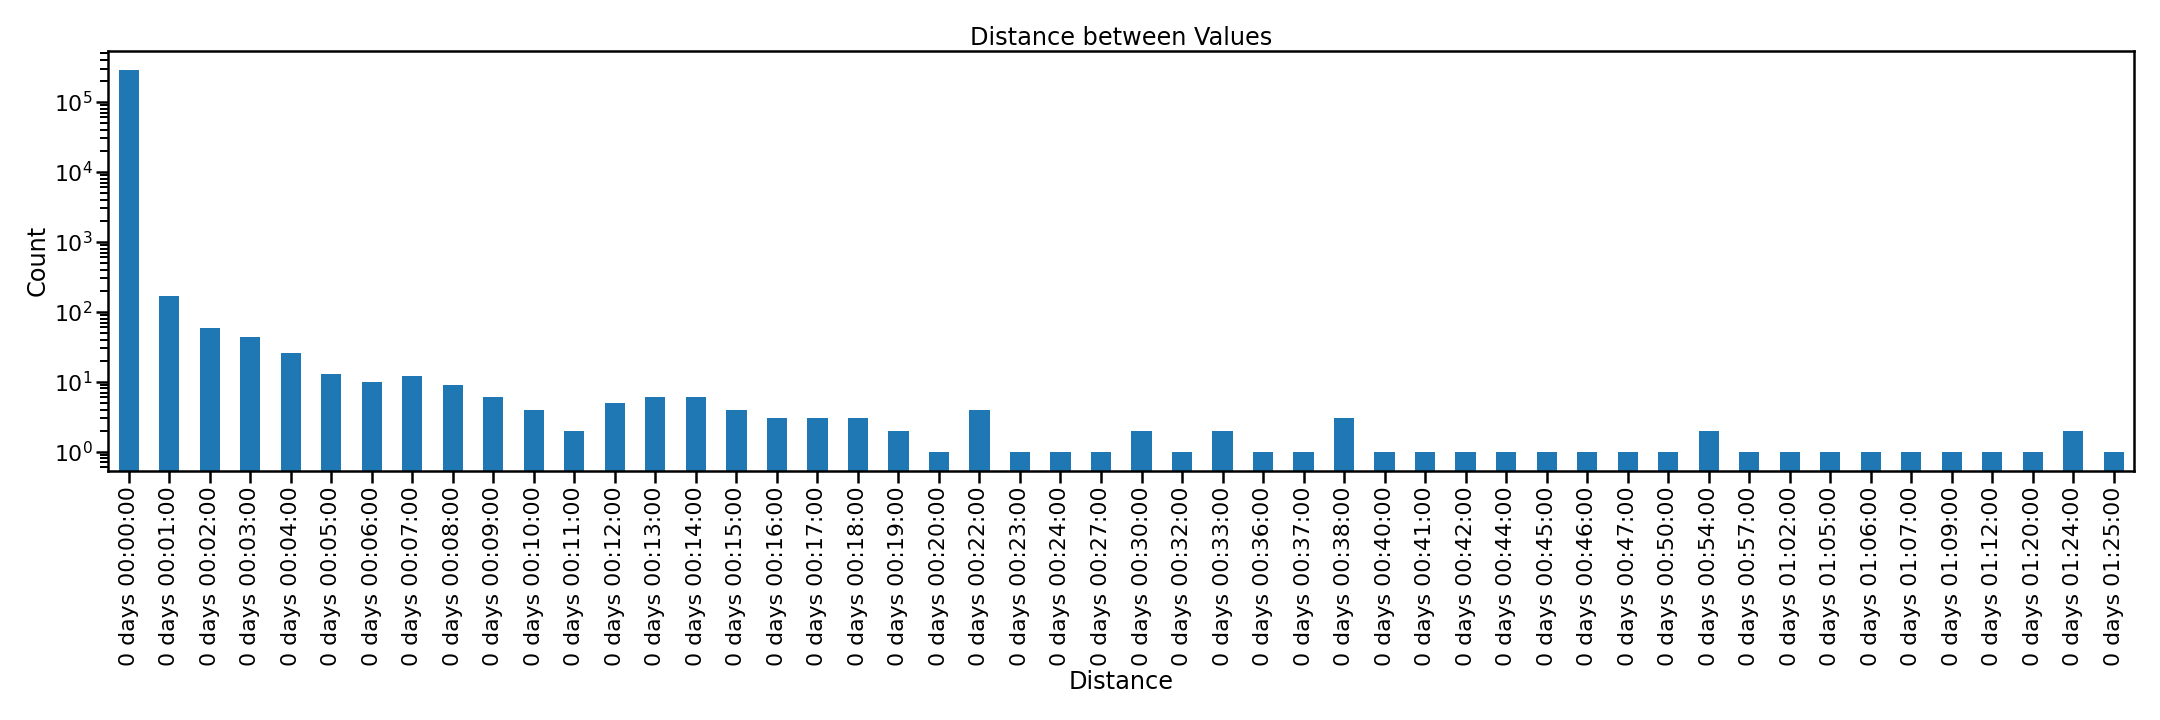 Distance between Values
Count
10^5
10^4
10^3
10^2
10^1
10^0
0 days 00:00:00
0 days 00:01:00
0 days 00:02:00
0 days 00:03:00
0 days 00:04:00
0 days 00:05:00
0 days 00:06:00
0 days 00:07:00
0 days 00:08:00
0 days 00:09:00
0 days 00:10:00
0 days 00:11:00
0 days 00:12:00
0 days 00:13:00
0 days 00:14:00
0 days 00:15:00
0 days 00:16:00
0 days 00:17:00
0 days 00:18:00
0 days 00:19:00
0 days 00:20:00
0 days 00:22:00
0 days 00:23:00
0 days 00:24:00
0 days 00:27:00
0 days 00:30:00
0 days 00:32:00
0 days 00:33:00
0 days 00:36:00
0 days 00:37:00
0 days 00:38:00
0 days 00:40:00
0 days 00:41:00
0 days 00:42:00
0 days 00:44:00
0 days 00:45:00
0 days 00:46:00
0 days 00:47:00
0 days 00:50:00
0 days 00:54:00
0 days 00:57:00
0 days 01:02:00
0 days 01:05:00
0 days 01:06:00
0 days 01:07:00
0 days 01:09:00
0 days 01:12:00
0 days 01:20:00
0 days 01:24:00
0 days 01:25:00
Distance